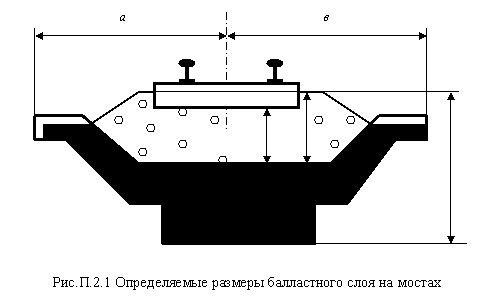 а
в
Рис.П.2.1 Определяемые размеры балластного слоя на мостах